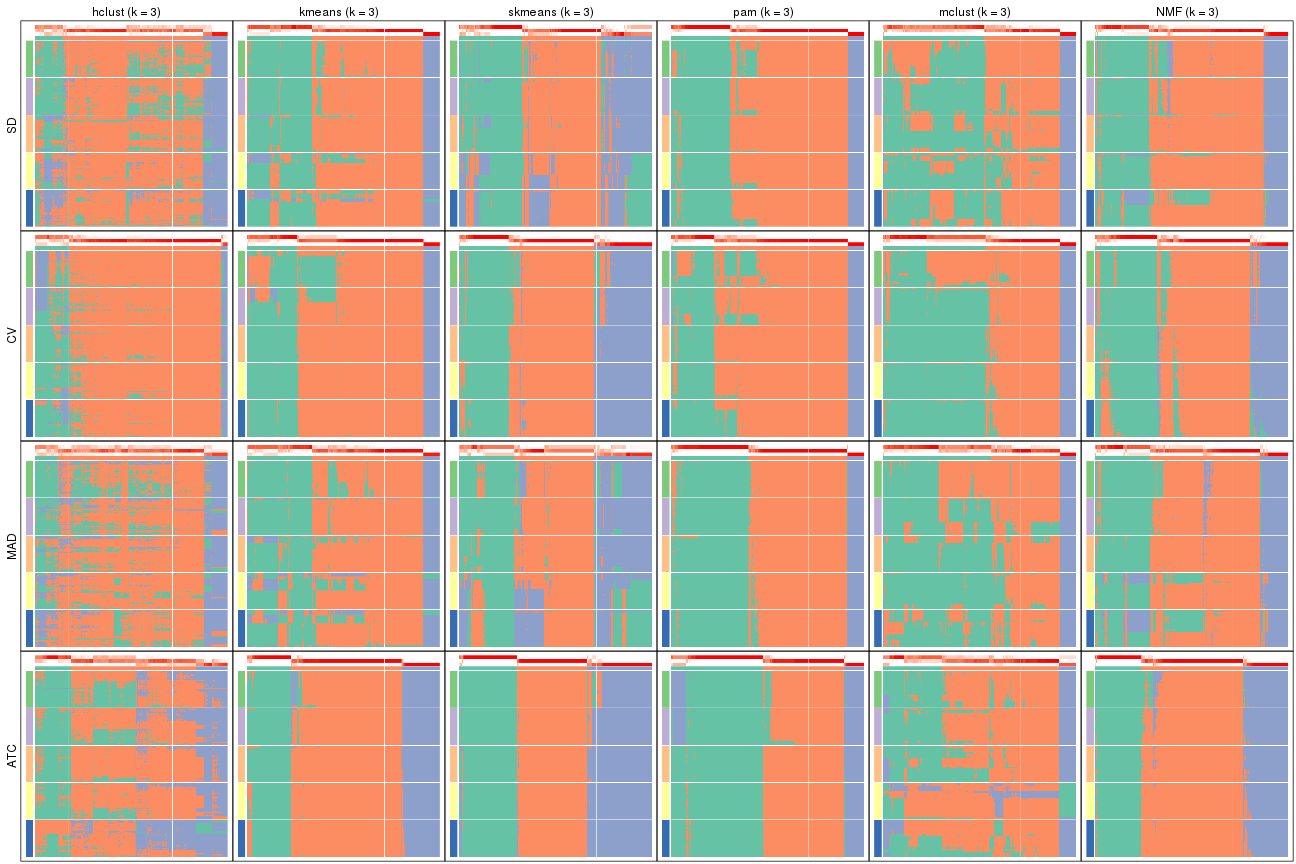 hclust (k = 3) kmeans (k = 3) skmeans (k = 3) pam (k = 3) mclust (k = 3) NMF (k = 3)
SD
CV
MAD
ATC